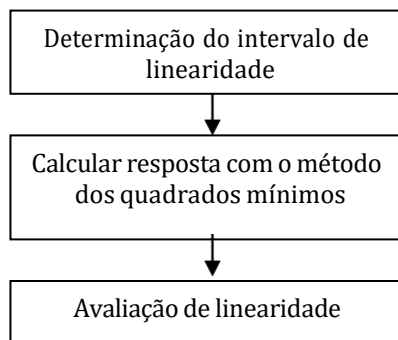 Determinação do intervalo de
linearidade
Calcular resposta com o método
dos quadrados mínimos
Avaliação de linearidade